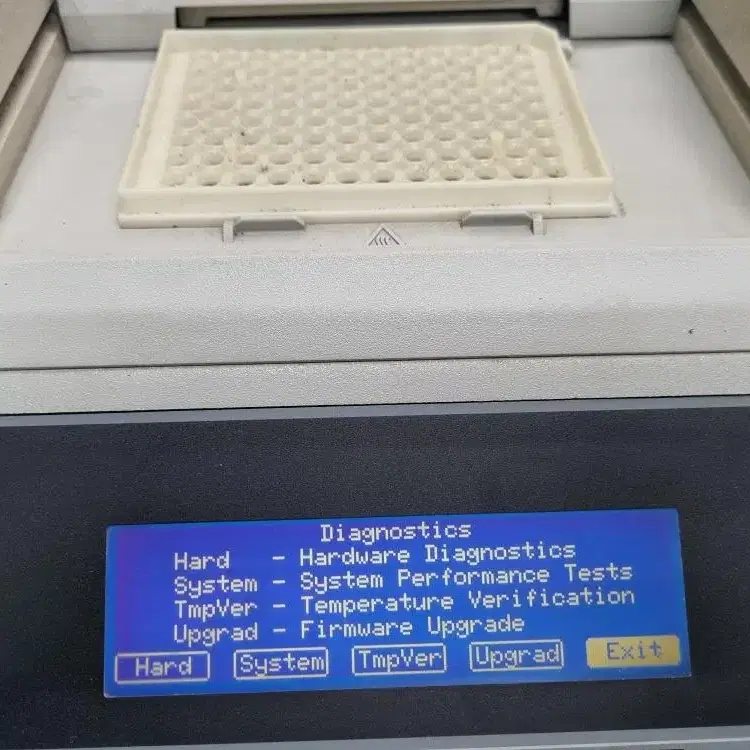 Diagnostics
Hard - Hardware Diagnostics
System - System Performance Tests
TmpVer - Temperature Verification
Upgrad - Firmware Upgrade
Hard System TmpVer Upgrad Exit